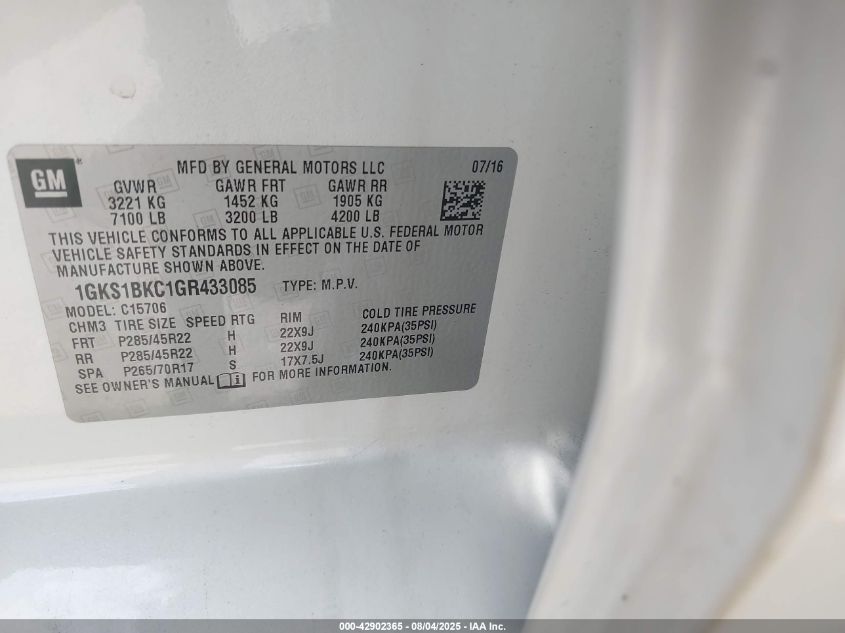 GM
MFD BY GENERAL MOTORS LLC 07/16
GVWR GAWR FRT GAWR RR
3221 KG 1452 KG 1905 KG
7100 LB 3200 LB 4200 LB
THIS VEHICLE CONFORMS TO ALL APPLICABLE U.S. FEDERAL MOTOR
VEHICLE SAFETY STANDARDS IN EFFECT ON THE DATE OF
MANUFACTURE SHOWN ABOVE.
1GKS1BKC1GR433085 TYPE: M.P.V.
MODEL: C15706
CHM3 TIRE SIZE SPEED RTG RIM COLD TIRE PRESSURE
FRT P285/45R22 H 22X9J 240KPA(35PSI)
RR P285/45R22 H 22X9J 240KPA(35PSI)
SPA P265/70R17 S 17X7.5J 240KPA(35PSI)
SEE OWNER'S MANUAL FOR MORE INFORMATION.
000-42902365 - 08/04/2025 - IAA Inc.